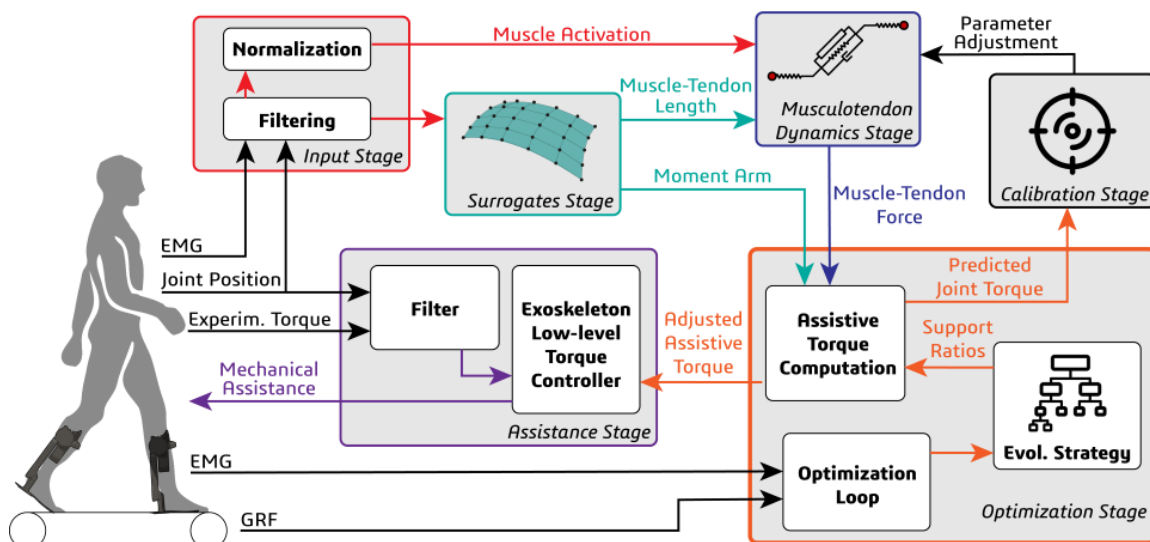 Normalization
Filtering
Input Stage
Muscle Activation
Muscle-Tendon
Length
Moment Arm
Surrogates Stage
Musculotendon
Dynamics Stage
Parameter
Adjustment
Calibration Stage
Muscle-Tendon
Force
EMG
Joint Position
Experim. Torque
Mechanical
Assistance
Filter
Exoskeleton
Low-level
Torque
Controller
Assistance Stage
Adjusted
Assistive
Torque
Assistive
Torque
Computation
Predicted
Joint Torque
Support
Ratios
Evol. Strategy
Optimization
Loop
Optimization Stage
EMG
GRF